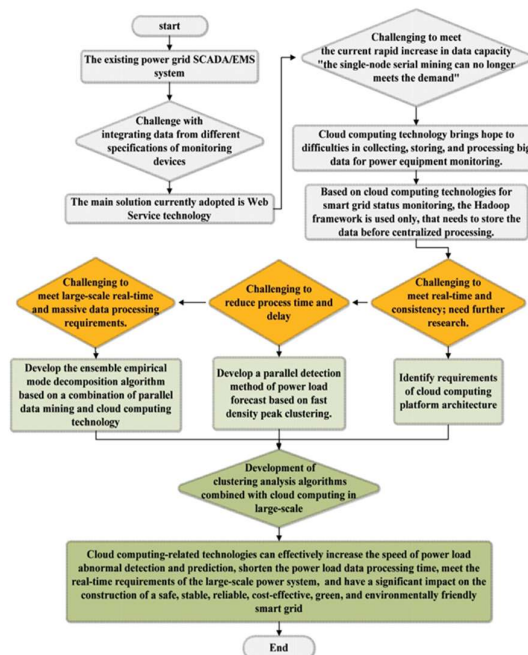 start
The existing power grid SCADA/EMS
system
Challenge with
integrating data from different
specifications of monitoring
devices
The main solution currently adopted is Web
Service technology
Challenging to meet
the current rapid increase in data capacity
"the single-node serial mining can no longer
meets the demand"
Cloud computing technology brings hope to
difficulties in collecting, storing, and processing big
data for power equipment monitoring.
Based on cloud computing technologies for
smart grid status monitoring, the Hadoop
framework is used only, that needs to store the
data before centralized processing.
Challenging to
meet real-time and
consistency; need further
research.
Challenging to
reduce process time and
delay
Challenging to
meet large-scale real-time
and massive data processing
requirements.
Develop the ensemble empirical
mode decomposition algorithm
based on a combination of parallel
data mining and cloud computing
technology
Develop a parallel detection
method of power load
forecast based on fast
density peak clustering.
Identify requirements
of cloud computing
platform architecture
Development of
clustering analysis algorithms
combined with cloud computing in
large-scale
Cloud computing-related technologies can effectively increase the speed of power load
abnormal detection and prediction, shorten the power load data processing time, meet the
real-time requirements of the large-scale power system, and have a significant impact on the
construction of a safe, stable, reliable, cost-effective, green, and environmentally friendly
smart grid
End